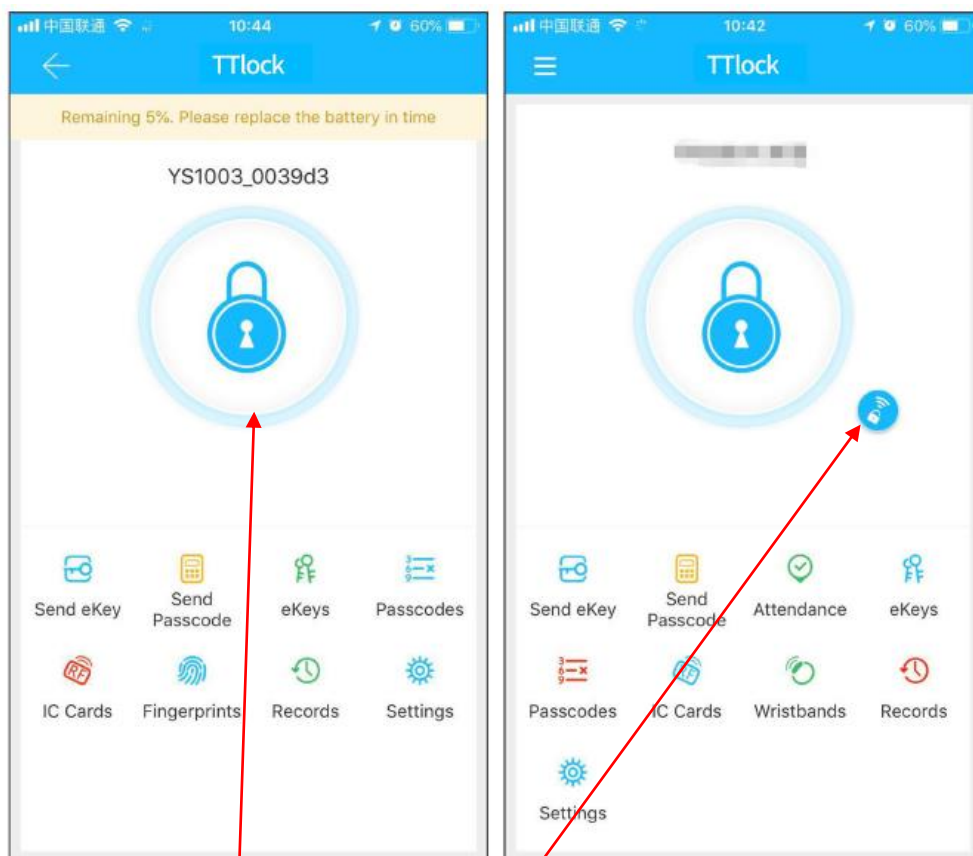 中国联通 10:44 60%
TTlock
Remaining 5%. Please replace the battery in time
YS1003_0039d3
Send eKey
Send
Passcode
eKeys
Passcodes
RF
IC Cards
Fingerprints
Records
Settings
中国联通 10:42 60%
TTlock
Send eKey
Send
Passcode
Attendance
eKeys
Passcodes
IC Cards
Wristbands
Records
Settings